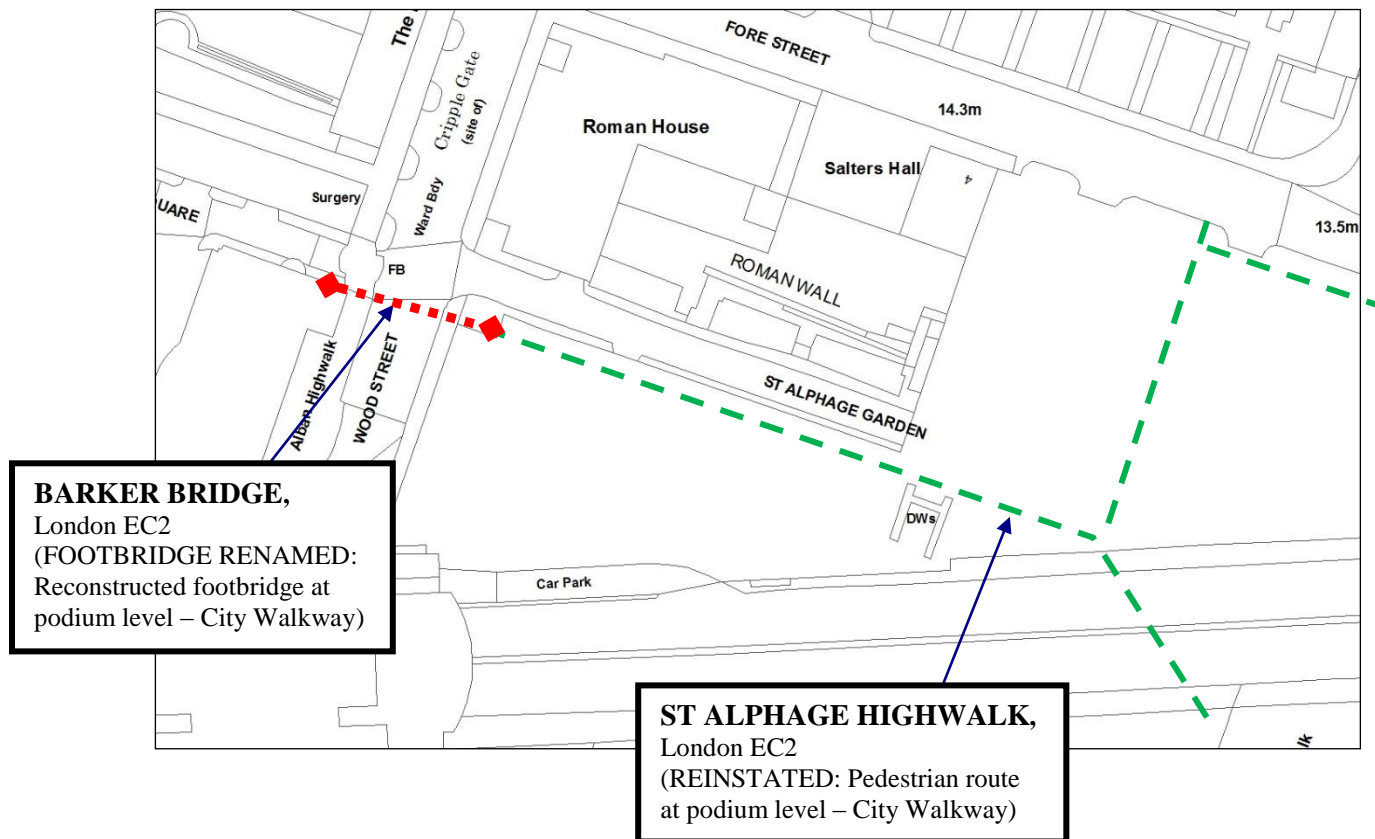 The
FORE STREET
Cripple Gate
(site of)
14.3m
Roman House
Salters Hall
4
Surgery
Ward Bdy
QUARE
13.5m
FB
ROMAN WALL
Alban Highwalk
WOOD STREET
ST ALPHAGE GARDEN
DWs
Car Park
BARKER BRIDGE,
London EC2
(FOOTBRIDGE RENAMED:
Reconstructed footbridge at
podium level – City Walkway)
ST ALPHAGE HIGHWALK,
London EC2
(REINSTATED: Pedestrian route
at podium level – City Walkway)
lk